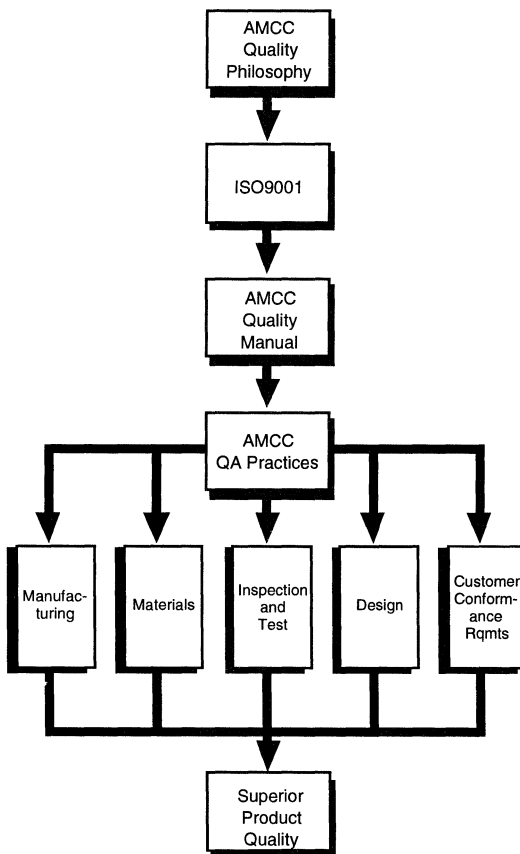 AMCC
Quality
Philosophy
ISO9001
AMCC
Quality
Manual
AMCC
QA Practices
Manufac-
turing
Materials
Inspection
and
Test
Design
Customer
Conform-
ance
Rqmts
Superior
Product
Quality